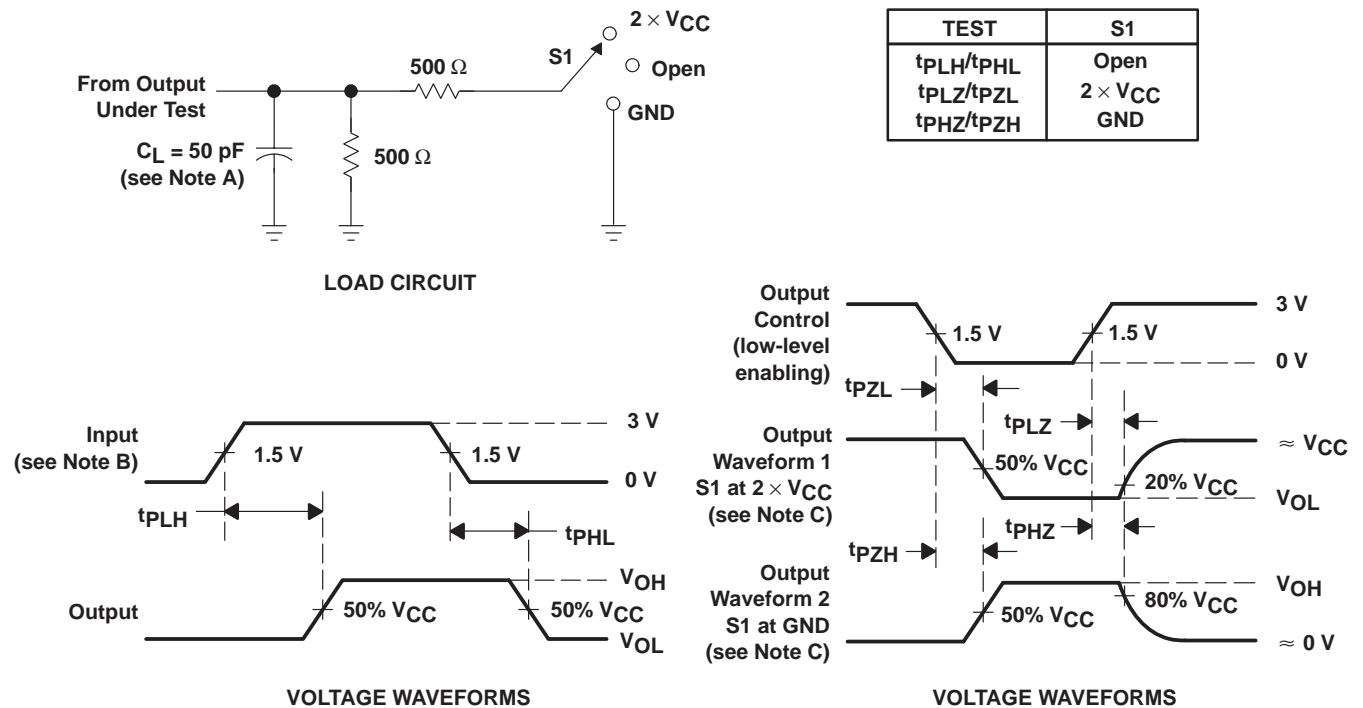 2 × VCC
S1
500 Ω
Open
From Output
Under Test
GND
CL = 50 pF
(see Note A)
500 Ω
LOAD CIRCUIT
TEST S1
tPLH/tPHL Open
tPLZ/tPZL 2 × VCC
tPHZ/tPZH GND
Input
(see Note B)
1.5 V
1.5 V
3 V
0 V
tPLH
tPHL
Output
50% VCC
50% VCC
VOH
VOL
VOLTAGE WAVEFORMS
Output
Control
(low-level
enabling)
1.5 V
1.5 V
3 V
0 V
tPZL
tPLZ
Output
Waveform 1
S1 at 2 × VCC
(see Note C)
50% VCC
20% VCC
≈ VCC
VOL
tPZH
tPHZ
Output
Waveform 2
S1 at GND
(see Note C)
50% VCC
80% VCC
VOH
≈ 0 V
VOLTAGE WAVEFORMS